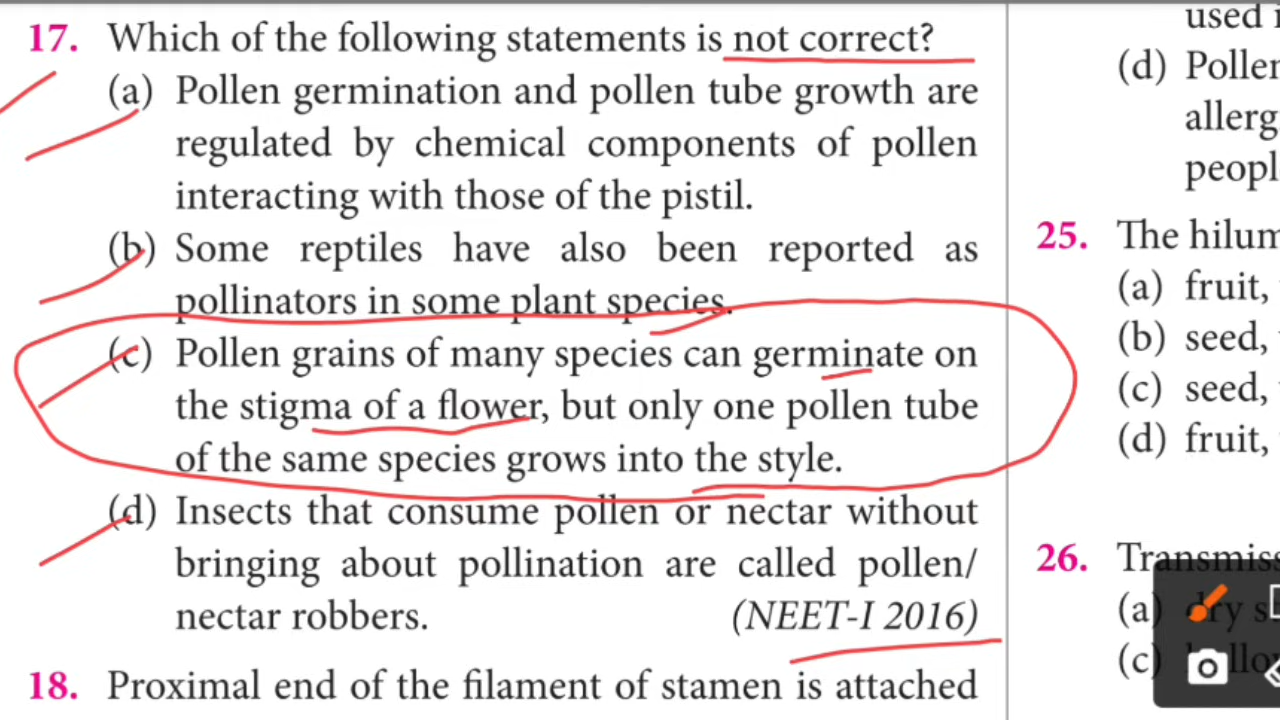 17. Which of the following statements is not correct?
(a) Pollen germination and pollen tube growth are
regulated by chemical components of pollen
interacting with those of the pistil.
(b) Some reptiles have also been reported as
pollinators in some plant species.
(c) Pollen grains of many species can germinate on
the stigma of a flower, but only one pollen tube
of the same species grows into the style.
(d) Insects that consume pollen or nectar without
bringing about pollination are called pollen/
nectar robbers. (NEET-I 2016)
18. Proximal end of the filament of stamen is attached
used
(d)
25. The hilum
(a) fruit,
(b) seed,
(c) seed,
(d) fruit,
26.
(a) dry
(c)